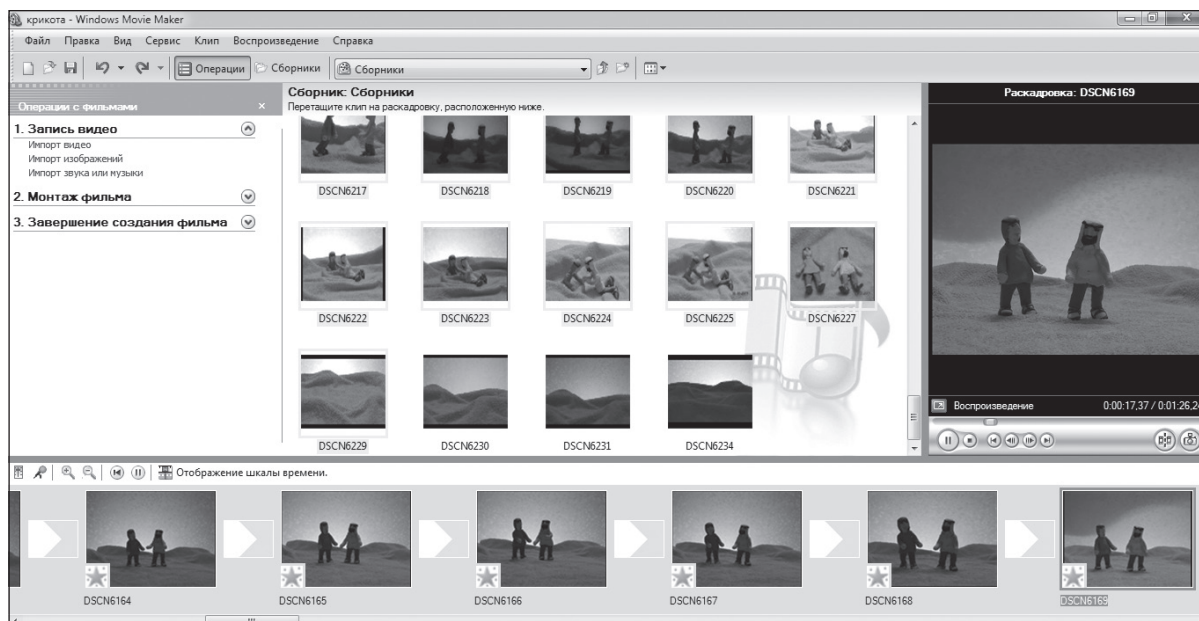 крикота - Windows Movie Maker
Файл Правка Вид Сервис Клип Воспроизведение Справка
Операции Сборники Сборники
Операции с фильмами
1. Запись видео
Импорт видео
Импорт изображений
Импорт звука или музыки
2. Монтаж фильма
3. Завершение создания фильма
Сборник: Сборники
Перетащите клип на раскадровку, расположенную ниже.
DSCN6217 DSCN6218 DSCN6219 DSCN6220 DSCN6221
DSCN6222 DSCN6223 DSCN6224 DSCN6225 DSCN6227
DSCN6229 DSCN6230 DSCN6231 DSCN6234
Раскадровка: DSCN6169
Воспроизведение 0:00:17,37 / 0:01:26,24
Отображение шкалы времени.
DSCN6164 DSCN6165 DSCN6166 DSCN6167 DSCN6168 DSCN6169